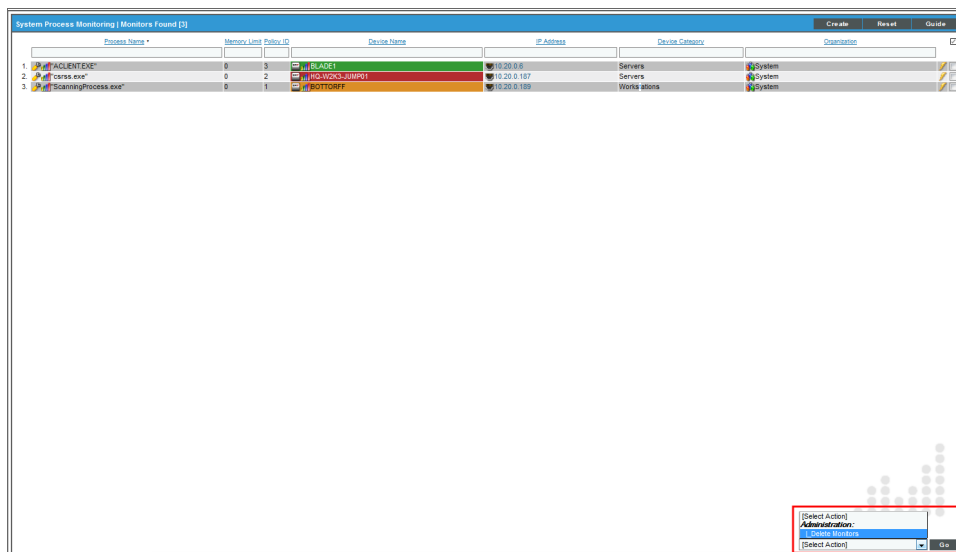 System Process Monitoring | Monitors Found [3] Create Reset Guide
Process Name • Memory Limit Policy ID Device Name IP Address Device Category Organization
1. "ACLIENT.EXE" 0 3 BLADE1 10.20.0.6 Servers System
2. "csrss.exe" 0 2 HQ-W2K3-JUMP01 10.20.0.187 Servers System
3. "ScanningProcess.exe" 0 1 BOTTORFF 10.20.0.189 Workstations System
[Select Action]
Administration:
|_Delete Monitors
[Select Action] Go